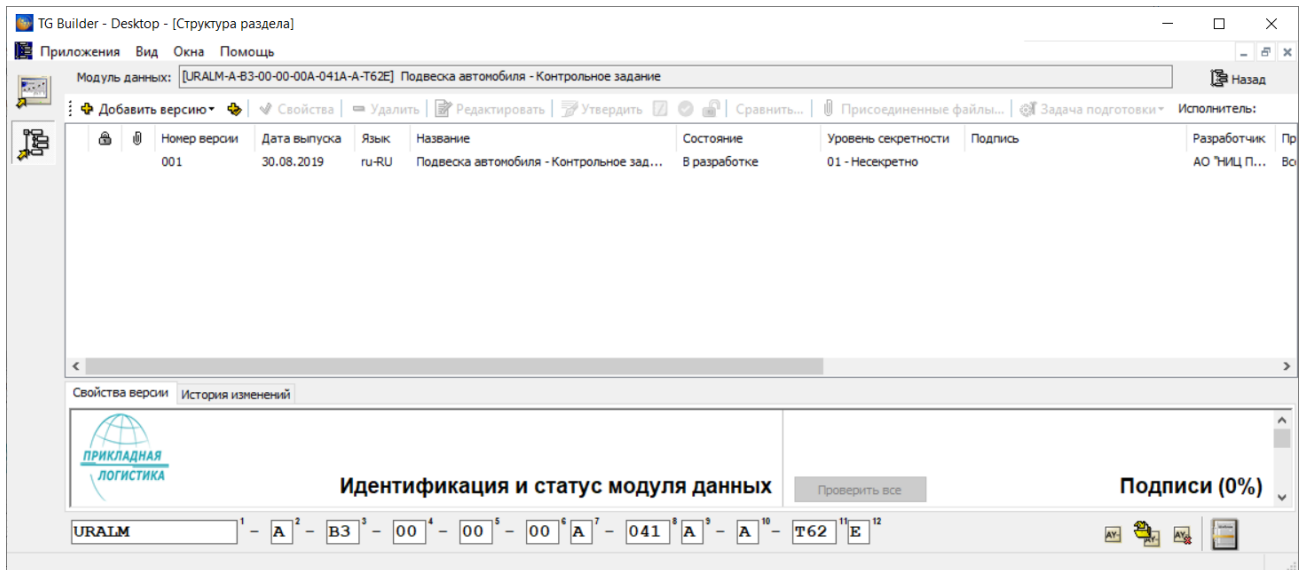 TG Builder - Desktop - [Структура раздела]
Приложения Вид Окна Помощь
Модуль данных: [URALM-A-B3-00-00-00A-041A-A-T62E] Подвеска автомобиля - Контрольное задание Назад
Добавить версию Свойства Удалить Редактировать Утвердить Сравнить... Присоединенные файлы... Задача подготовки Исполнитель:
Номер версии Дата выпуска Язык Название Состояние Уровень секретности Подпись Разработчик Пр
001 30.08.2019 ru-RU Подвеска автомобиля - Контрольное зад... В разработке 01 - Несекретно АО "НИЦ П... Вс
Свойства версии История изменений
ПРИКЛАДНАЯ
ЛОГИСТИКА
Идентификация и статус модуля данных Проверить все Подписи (0%)
URALM 1 - A 2 - B3 3 - 00 4 - 00 5 - 00 6 A 7 - 041 8 A 9 - A 10 - T62 11 E 12